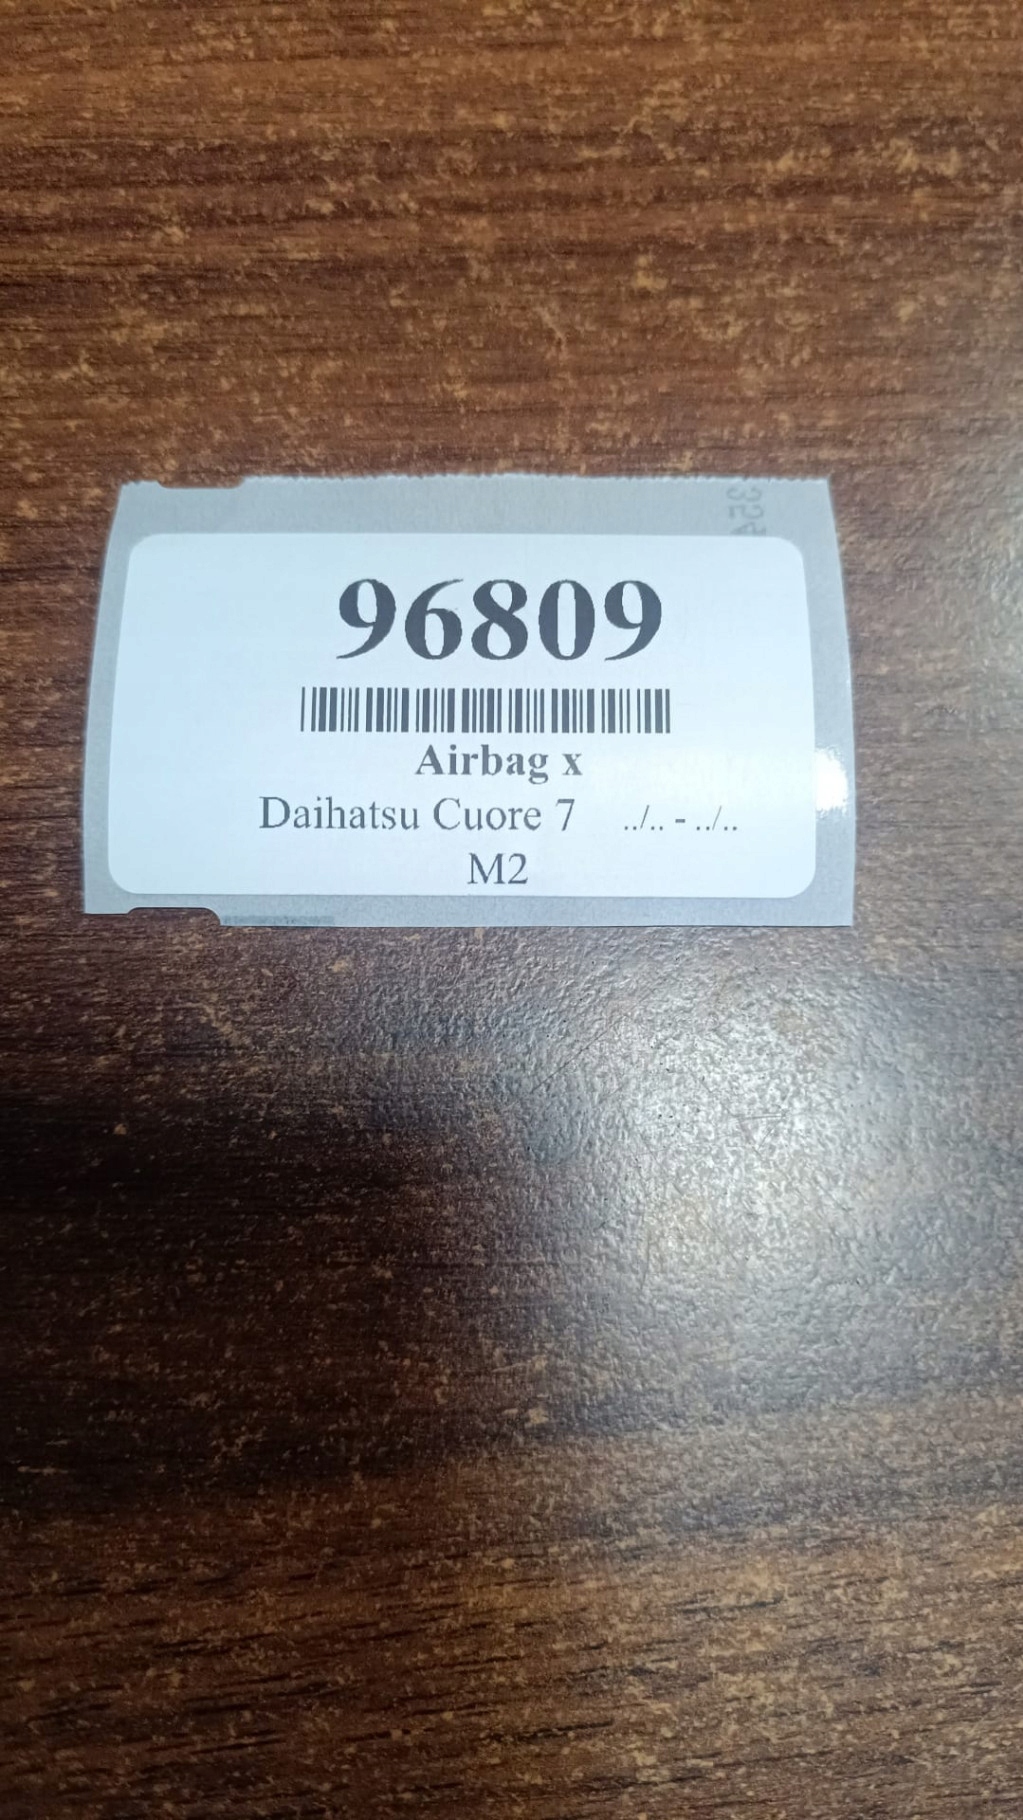 96809
Airbag x
Daihatsu Cuore 7 ../.. - ../..
M2